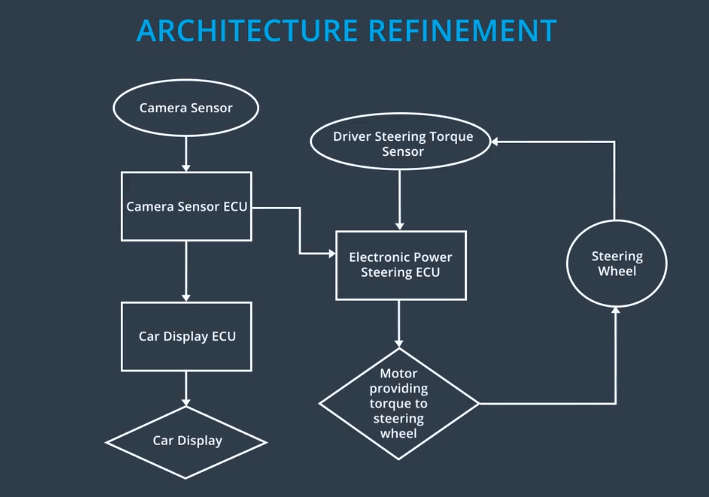 ARCHITECTURE REFINEMENT
Camera Sensor
Driver Steering Torque
Sensor
Camera Sensor ECU
Electronic Power
Steering ECU
Steering
Wheel
Car Display ECU
Motor
providing
torque to
steering
wheel
Car Display